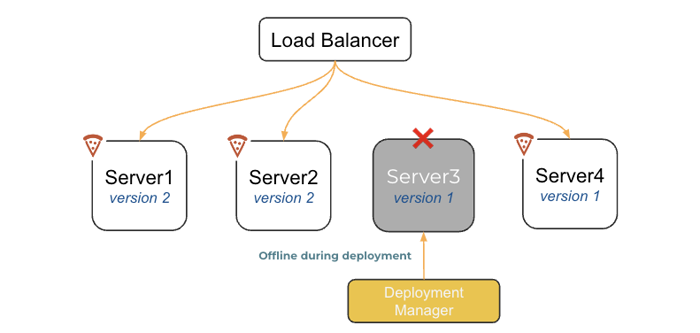 Load Balancer
Server1
version 2
Server2
version 2
Server3
version 1
Server4
version 1
Offline during deployment
Deployment
Manager